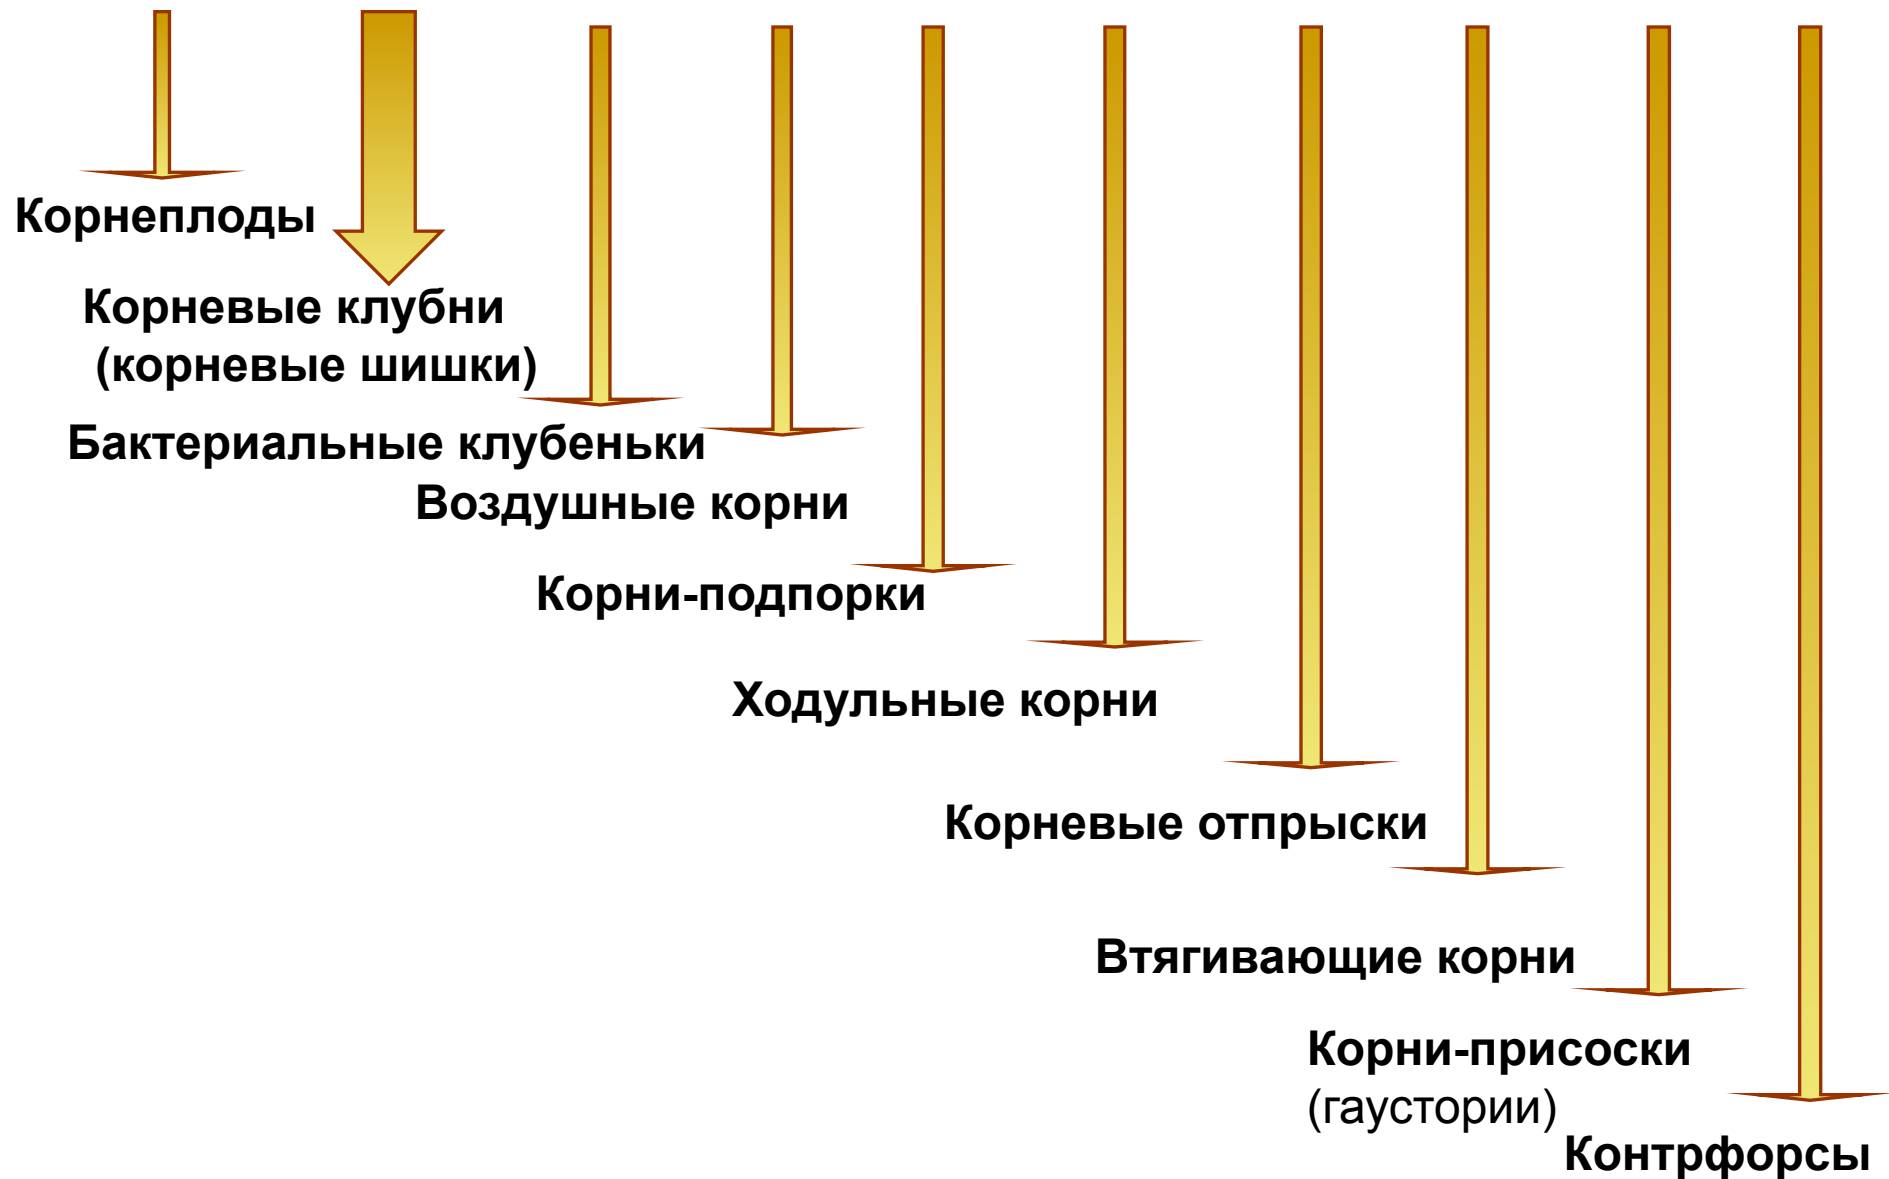 Корнеплоды
Корневые клубни
(корневые шишки)
Бактериальные клубеньки
Воздушные корни
Корни-подпорки
Ходульные корни
Корневые отпрыски
Втягивающие корни
Корни-присоски
(гаустории)
Контрфорсы